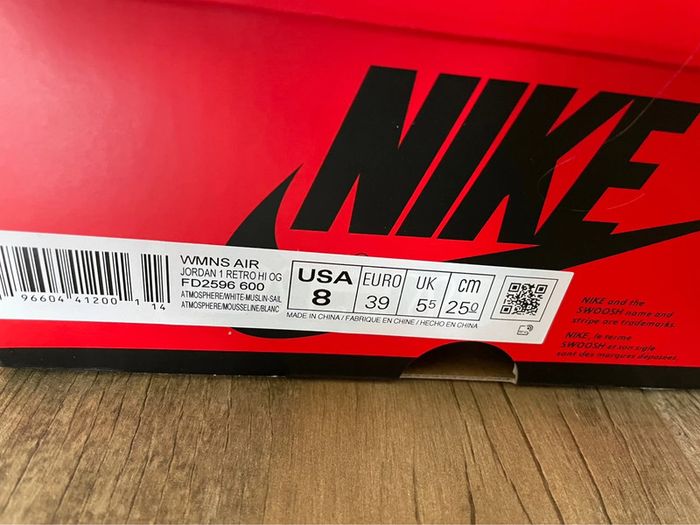 NIKE
WMNS AIR
JORDAN 1 RETRO HI OG
FD2596 600
ATMOSPHERE/WHITE-MUSLIN-SAIL
ATMOSPHERE/MOUSSELINE/BLANC
USA 8
EURO 39
UK 5.5
cm 25.0
MADE IN CHINA / FABRIQUE EN CHINE / HECHO EN CHINA
96604 41200 1 14
NIKE and the
SWOOSH name and
stripe are trademarks.
NIKE, le terme
SWOOSH et son sigle
sont des marques déposées.